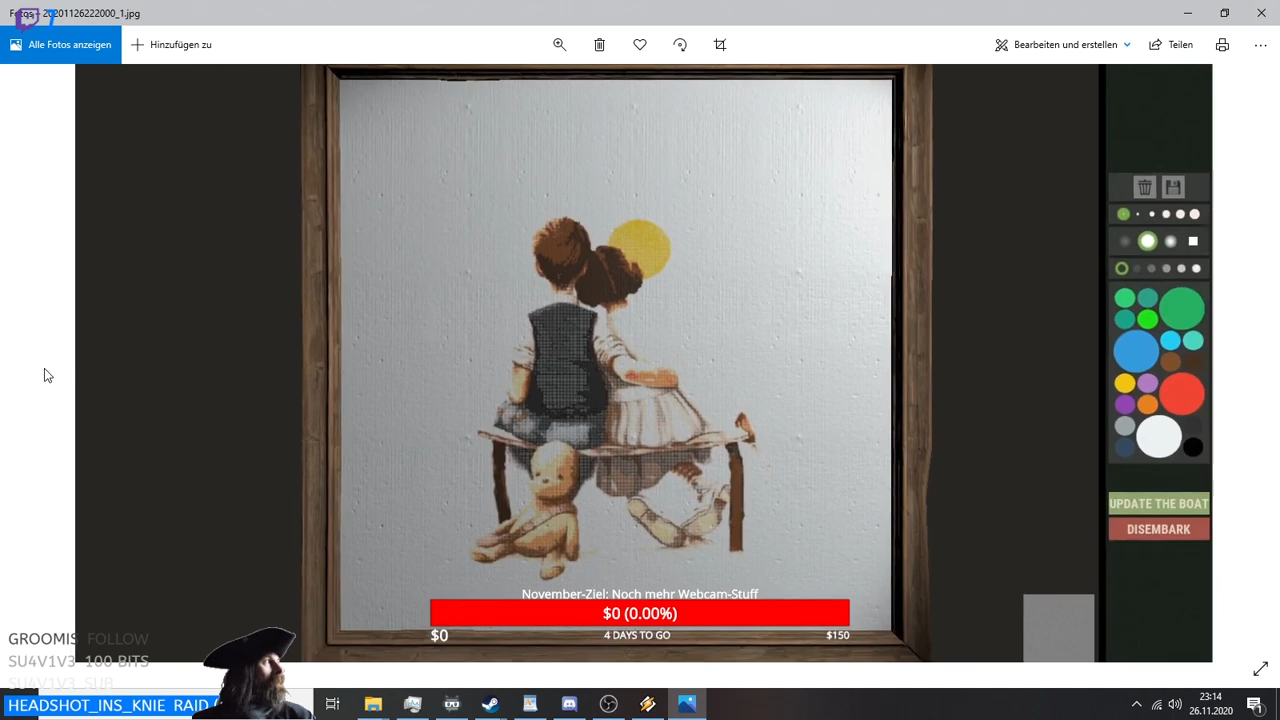 Fotos - 20201126222000_1.jpg
Alle Fotos anzeigen
Hinzufügen zu
Bearbeiten und erstellen
Teilen
UPDATE THE BOAT
DISEMBARK
November-Ziel: Noch mehr Webcam-Stuff
$0 (0.00%)
$0
4 DAYS TO GO
$150
GROOMIS FOLLOW
SU4V1V3 100 BITS
SU4V1V3 SUB
HEADSHOT_INS_KNIE RAID
23:14
26.11.2020